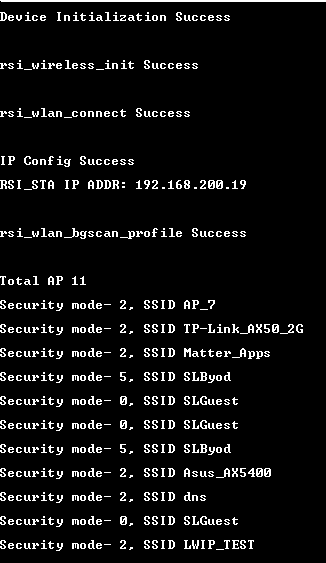 Device Initialization Success
rsi_wireless_init Success
rsi_wlan_connect Success
IP Config Success
RSI_STA IP ADDR: 192.168.200.19
rsi_wlan_bgscan_profile Success
Total AP 11
Security mode- 2, SSID AP_7
Security mode- 2, SSID TP-Link_AX50_2G
Security mode- 2, SSID Matter_Apps
Security mode- 5, SSID SLByod
Security mode- 0, SSID SLGuest
Security mode- 0, SSID SLGuest
Security mode- 5, SSID SLByod
Security mode- 2, SSID Asus_AX5400
Security mode- 2, SSID dns
Security mode- 0, SSID SLGuest
Security mode- 2, SSID LWIP_TEST